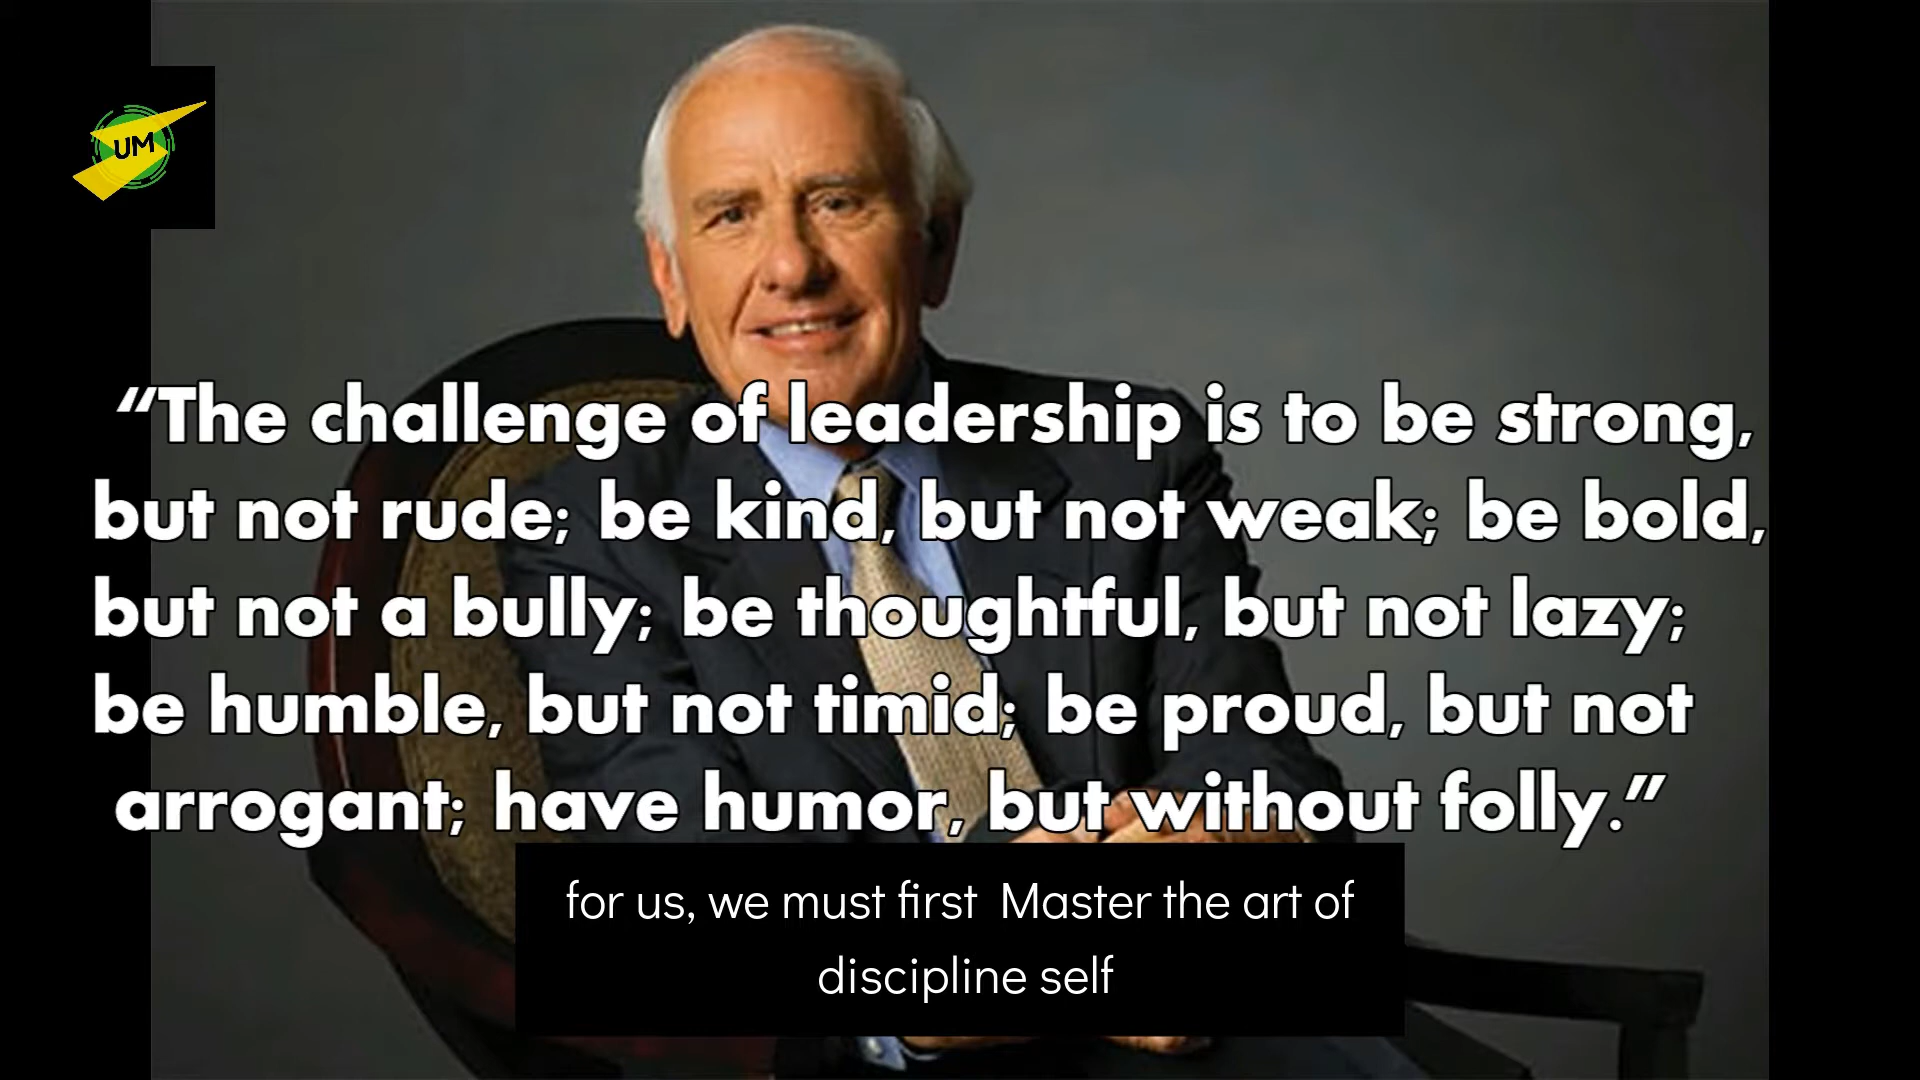 UM
“The challenge of leadership is to be strong,
but not rude; be kind, but not weak; be bold,
but not a bully; be thoughtful, but not lazy;
be humble, but not timid; be proud, but not
arrogant; have humor, but without folly.”
for us, we must first Master the art of
discipline self